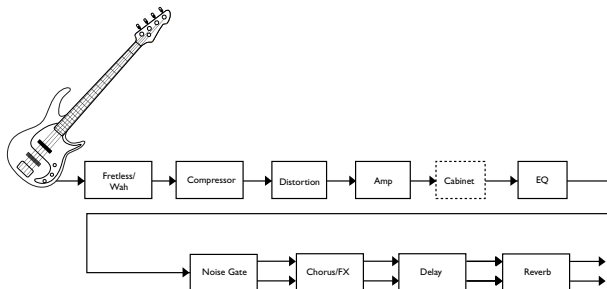 Fretless/
Wah
Compressor
Distortion
Amp
Cabinet
EQ
Noise Gate
Chorus/FX
Delay
Reverb